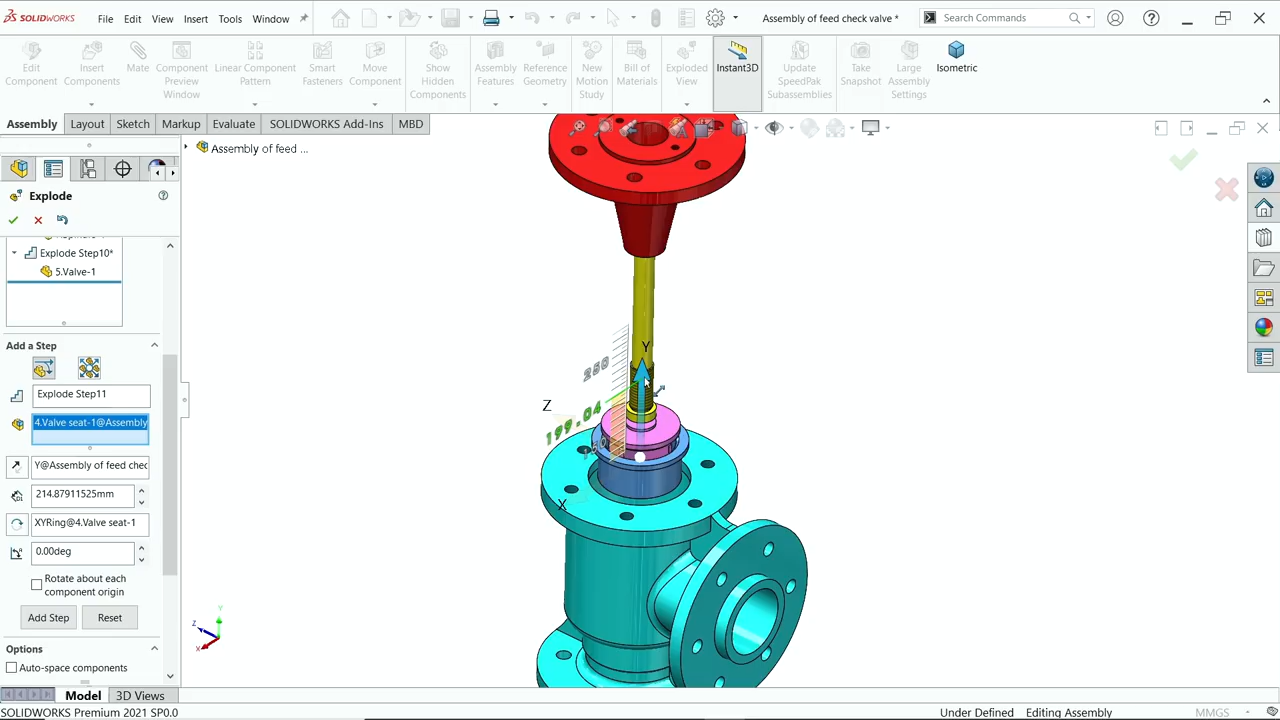 SOLIDWORKS File Edit View Insert Tools Window Assembly of feed check valve * Search Commands
Edit Component
Insert Components
Mate
Component Preview Window
Linear Component Pattern
Smart Fasteners
Move Component
Show Hidden Components
Assembly Features
Reference Geometry
New Motion Study
Bill of Materials
Exploded View
Instant3D
Update SpeedPak Subassemblies
Take Snapshot
Large Assembly Settings
Isometric
Assembly Layout Sketch Markup Evaluate SOLIDWORKS Add-Ins MBD
Assembly of feed ...
Explode
Explode Step10*
5.Valve-1
Add a Step
Explode Step11
4.Valve seat-1@Assembly
Y@Assembly of feed chec
214.87911525mm
XYRing@4.Valve seat-1
0.00deg
Rotate about each
component origin
Add Step Reset
Options
Auto-space components
Y
250
Z
199.04
X
Y
Z
X
Model 3D Views
SOLIDWORKS Premium 2021 SP0.0 Under Defined Editing Assembly MMGS